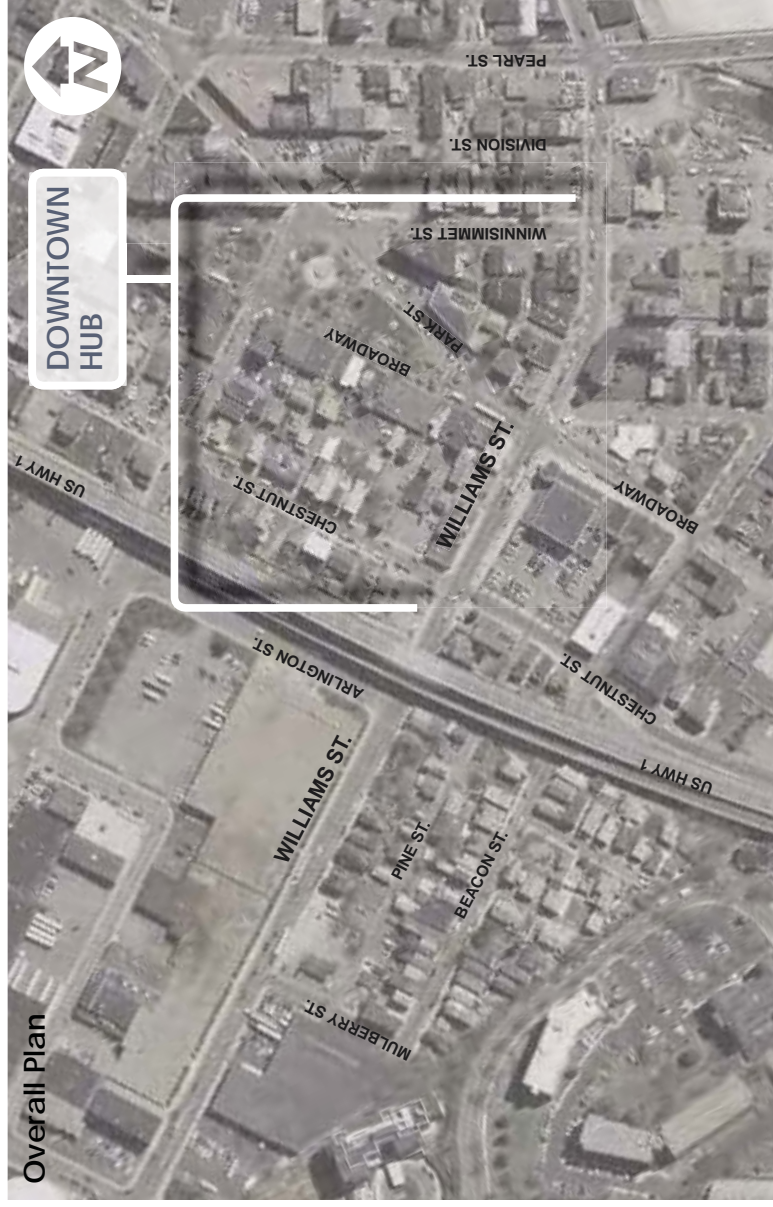 Overall Plan
DOWNTOWN
HUB
N
US HWY 1
PEARL ST.
DIVISION ST.
WINNISIMMET ST.
PARK ST.
BROADWAY
CHESTNUT ST.
WILLIAMS ST.
BROADWAY
ARLINGTON ST.
CHESTNUT ST.
US HWY 1
WILLIAMS ST.
PINE ST.
BEACON ST.
MULBERRY ST.